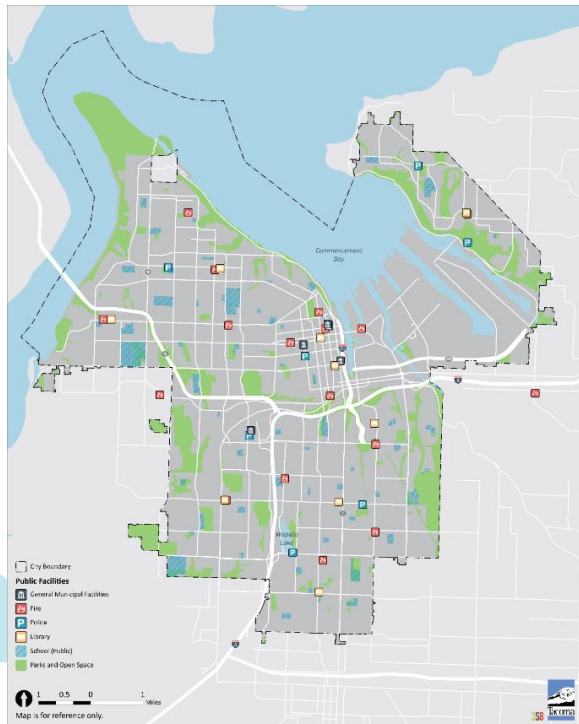 Commencement
Bay
Wapato
Lake
City Boundary
Public Facilities
General Municipal Facilities
Fire
Police
Library
School (Public)
Parks and Open Space
1 0.5 0 1
Miles
Map is for reference only.
3SB
Tacoma